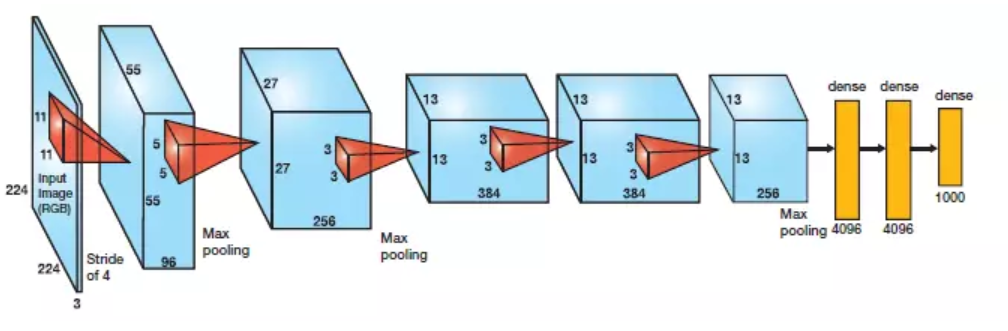 11
11
Input
Image
(RGB)
224
224
3
Stride
of 4
55
55
5
5
96
Max
pooling
27
27
3
3
256
Max
pooling
13
13
3
3
384
13
13
3
3
384
13
13
256
Max
pooling
dense
4096
dense
4096
dense
1000